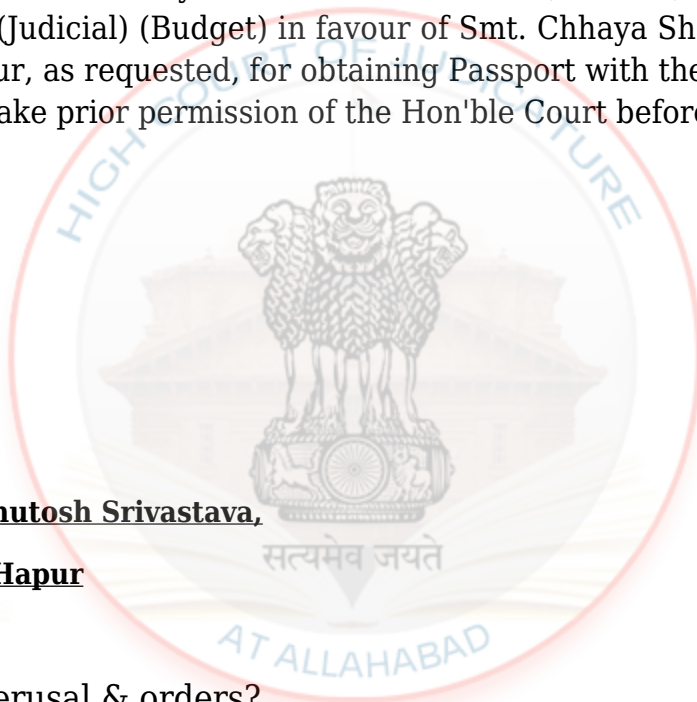 (Judicial) (Budget) in favour of Smt. Chhaya Sh
ur, as requested, for obtaining Passport with the
ake prior permission of the Hon'ble Court before
HIGH COURT OF JUDICATURE
nutosh Srivastava,
सत्यमेव जयते
Hapur
AT ALLAHABAD
erusal & orders?